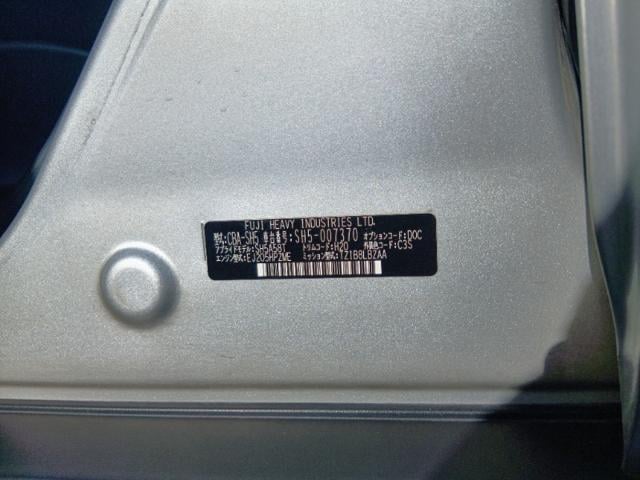 FUJI HEAVY INDUSTRIES LTD.
型式:CBA-SH5 車台番号:SH5-007370 オプションコード:DOC
アプライドモデル:SH5A58T トリムコード:H20 外装色コード:C3S
エンジン型式:EJ205HPZME ミッション型式:TZ1B8LBZAA